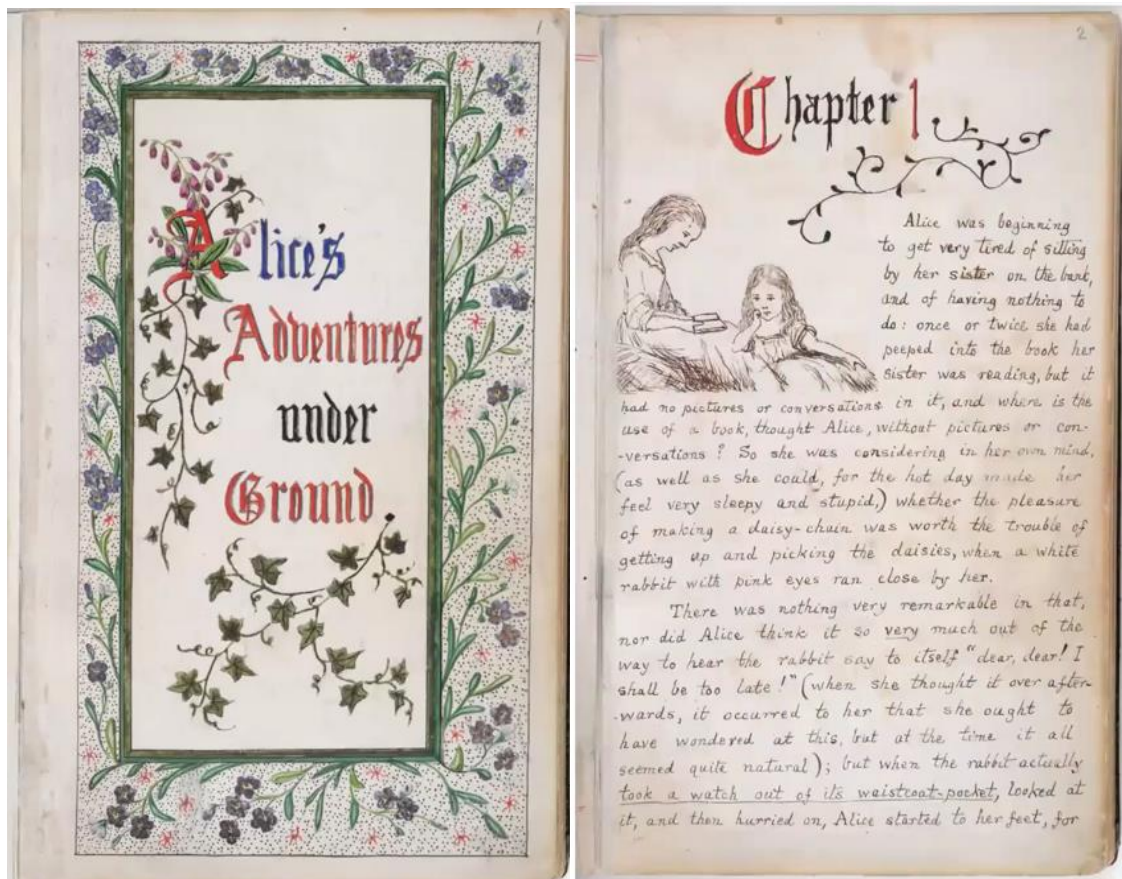 1
Alice's
Adventures
under
Ground
2
Chapter 1
Alice was beginning
to get very tired of sitting
by her sister on the bank,
and of having nothing to
do: once or twice she had
peeped into the book her
sister was reading, but it
had no pictures or conversations in it, and where is the
use of a book, thought Alice, without pictures or con-
-versations? So she was considering in her own mind,
(as well as she could, for the hot day made her
feel very sleepy and stupid,) whether the pleasure
of making a daisy-chain was worth the trouble of
getting up and picking the daisies, when a white
rabbit with pink eyes ran close by her.
There was nothing very remarkable in that,
nor did Alice think it so very much out of the
way to hear the rabbit say to itself "dear, dear! I
shall be too late!" (when she thought it over after-
-wards, it occurred to her that she ought to
have wondered at this, but at the time it all
seemed quite natural); but when the rabbit actually
took a watch out of its waistcoat-pocket, looked at
it, and then hurried on, Alice started to her feet, for